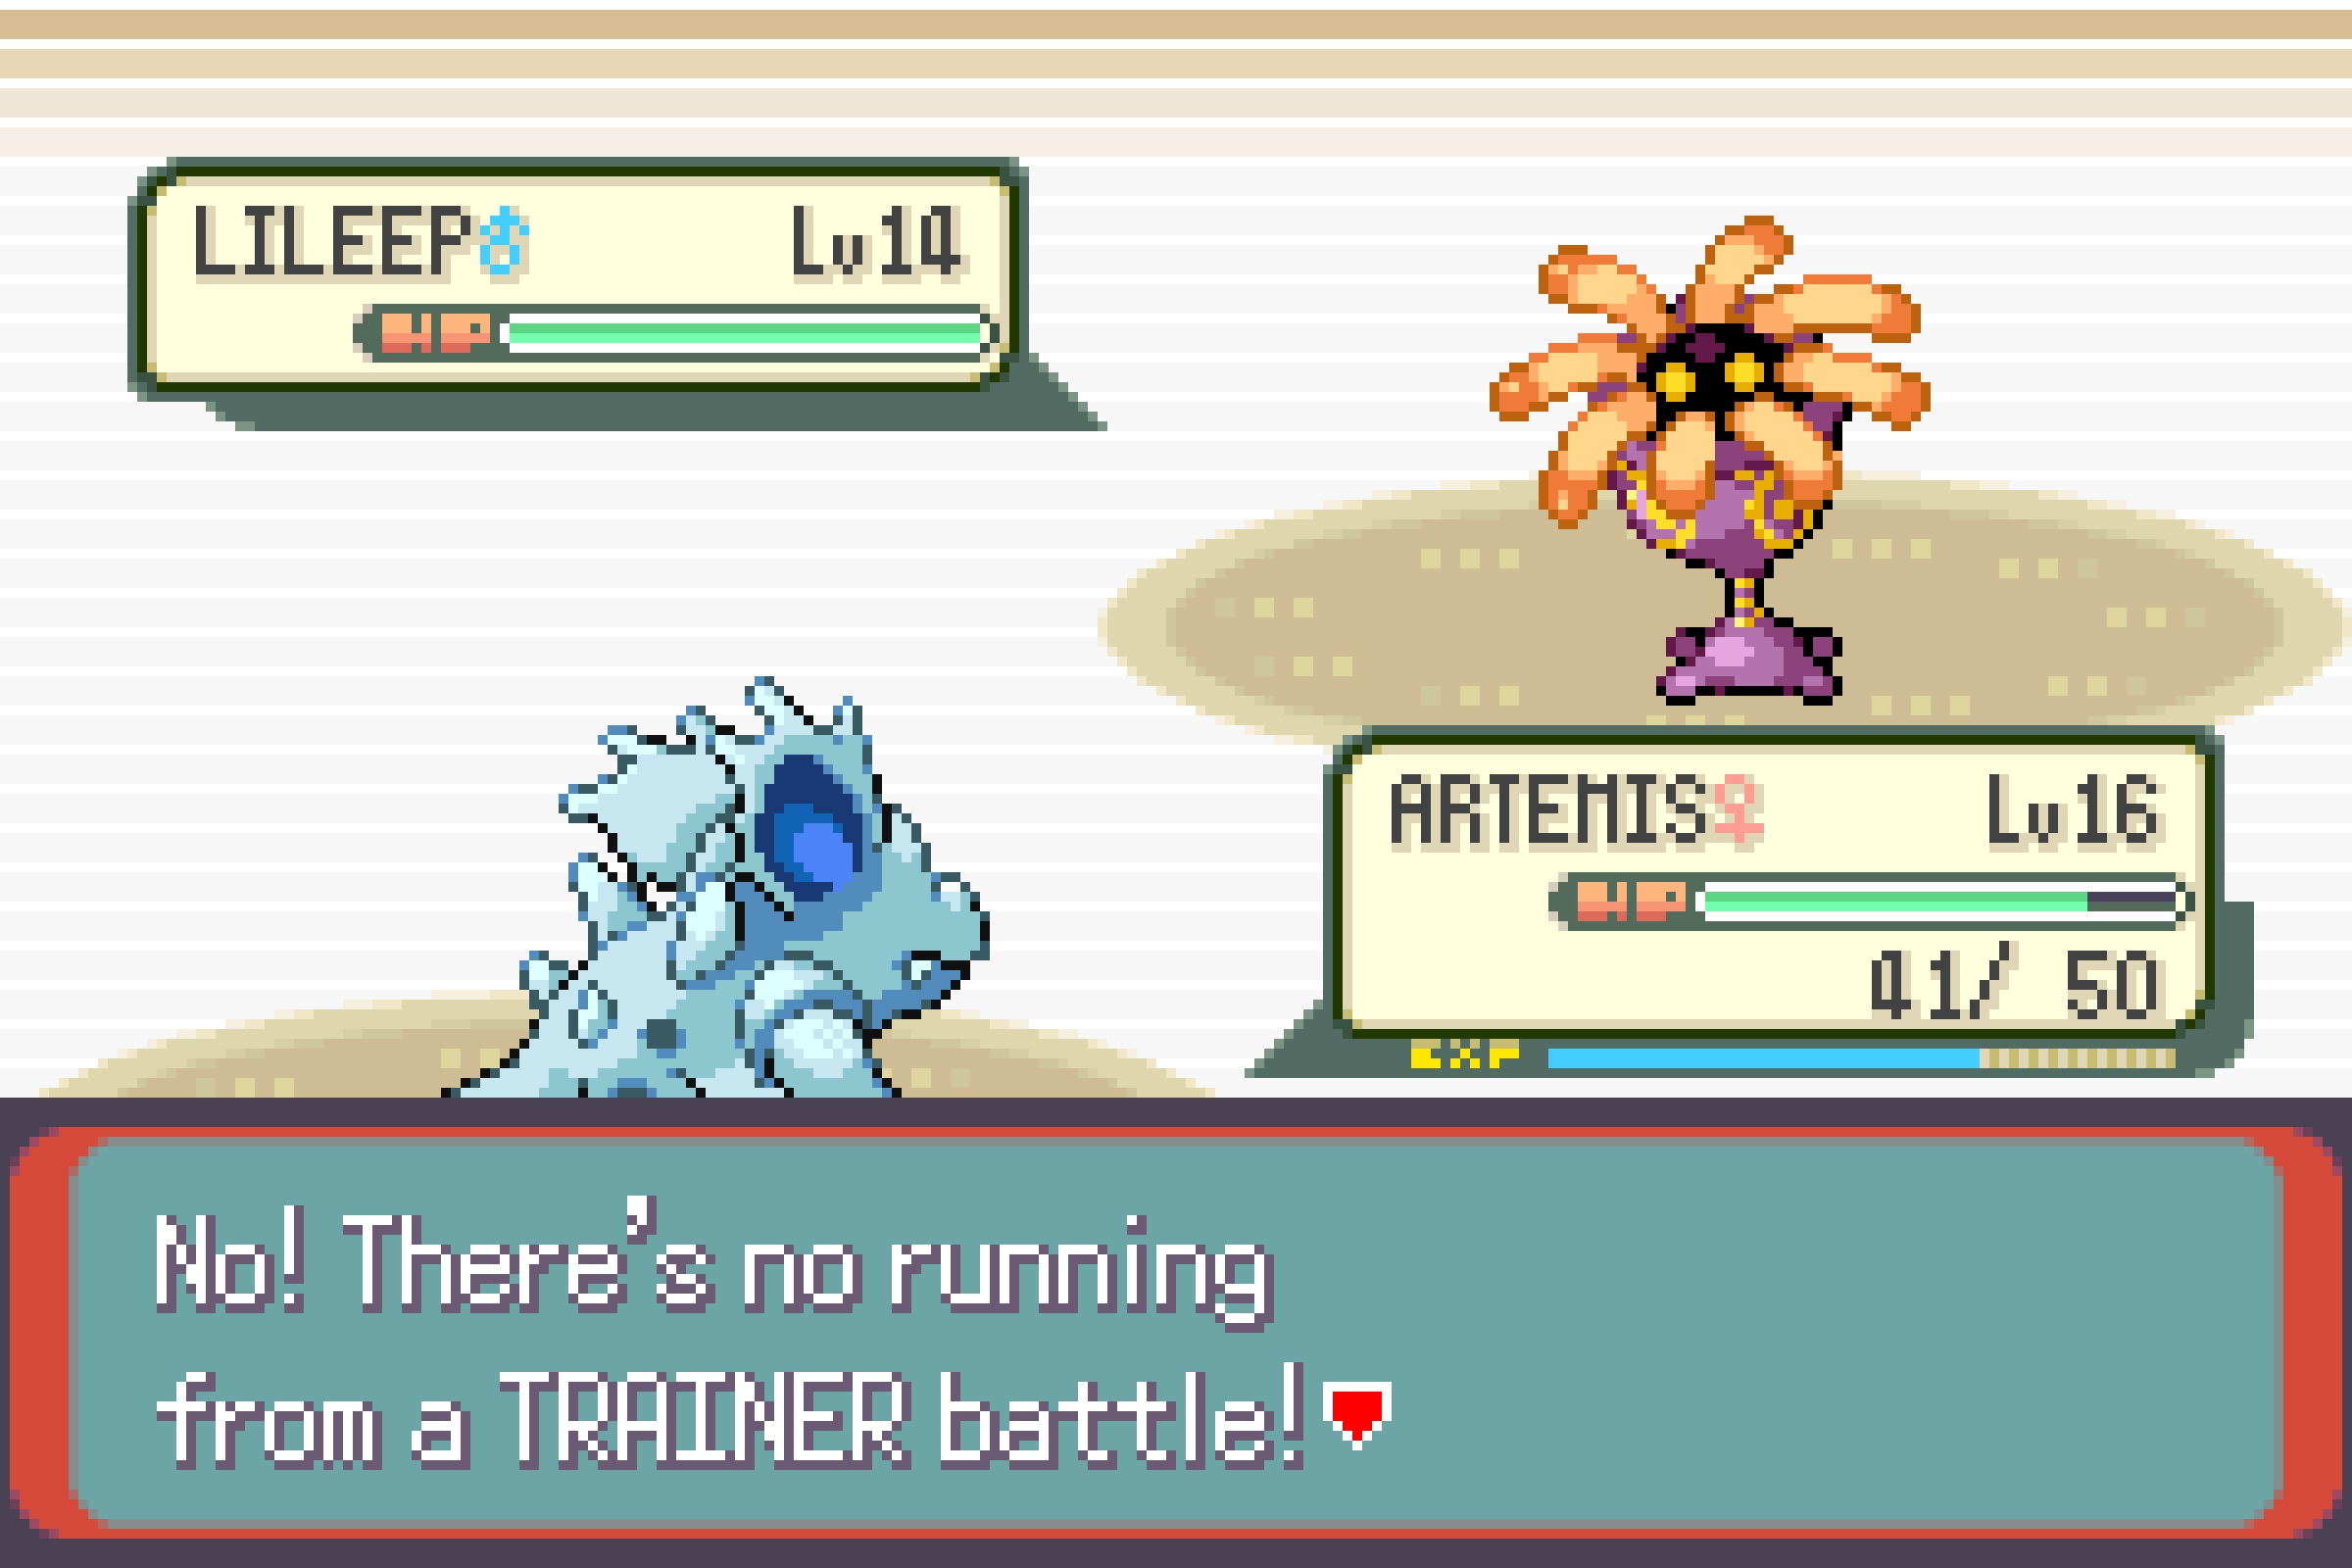 LILEEP♂ Lv14
HP
ARTEMIS♀ Lv16
HP
41/ 50
EXP
No! There's no running
from a TRAINER battle!